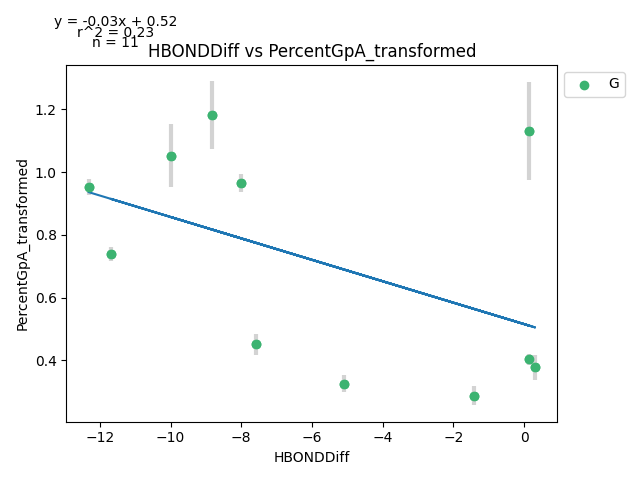 y = -0.03x + 0.52
r^2 = 0.23
n = 11
HBONDDiff vs PercentGpA_transformed
G
PercentGpA_transformed
1.2
1.0
0.8
0.6
0.4
−12
−10
−8
−6
−4
−2
0
HBONDDiff